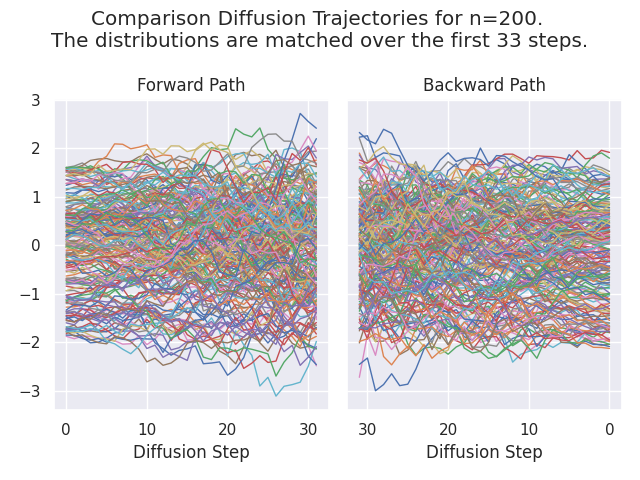 Comparison Diffusion Trajectories for n=200.
The distributions are matched over the first 33 steps.
Forward Path
Backward Path
3
2
1
0
−1
−2
−3
0 10 20 30
30 20 10 0
Diffusion Step
Diffusion Step